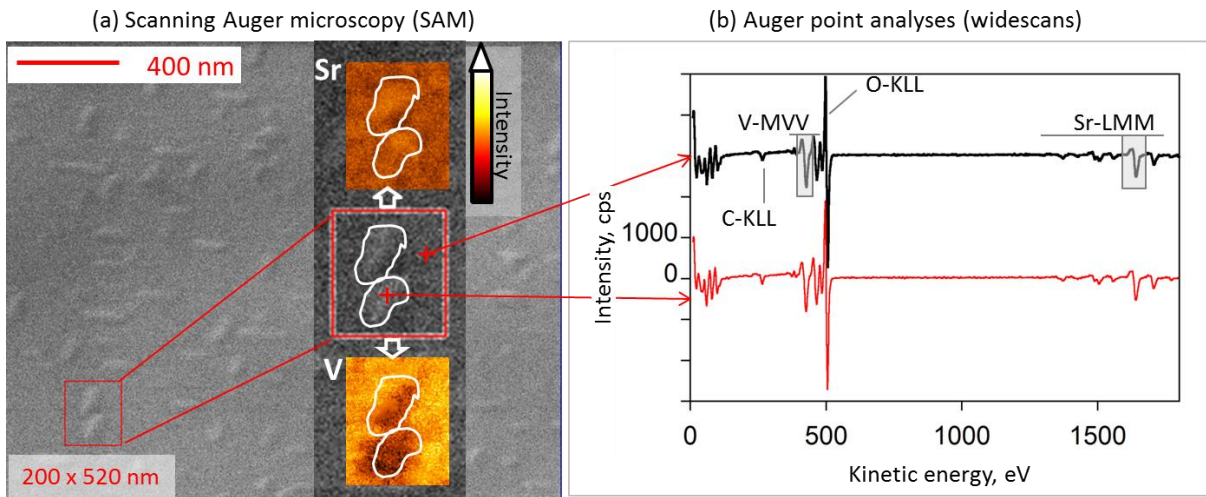 (a) Scanning Auger microscopy (SAM)
400 nm
Sr
Intensity
V
200 x 520 nm
(b) Auger point analyses (widescans)
O-KLL
V-MVV
Sr-LMM
C-KLL
Intensity, cps
1000
0
0
500
1000
1500
Kinetic energy, eV